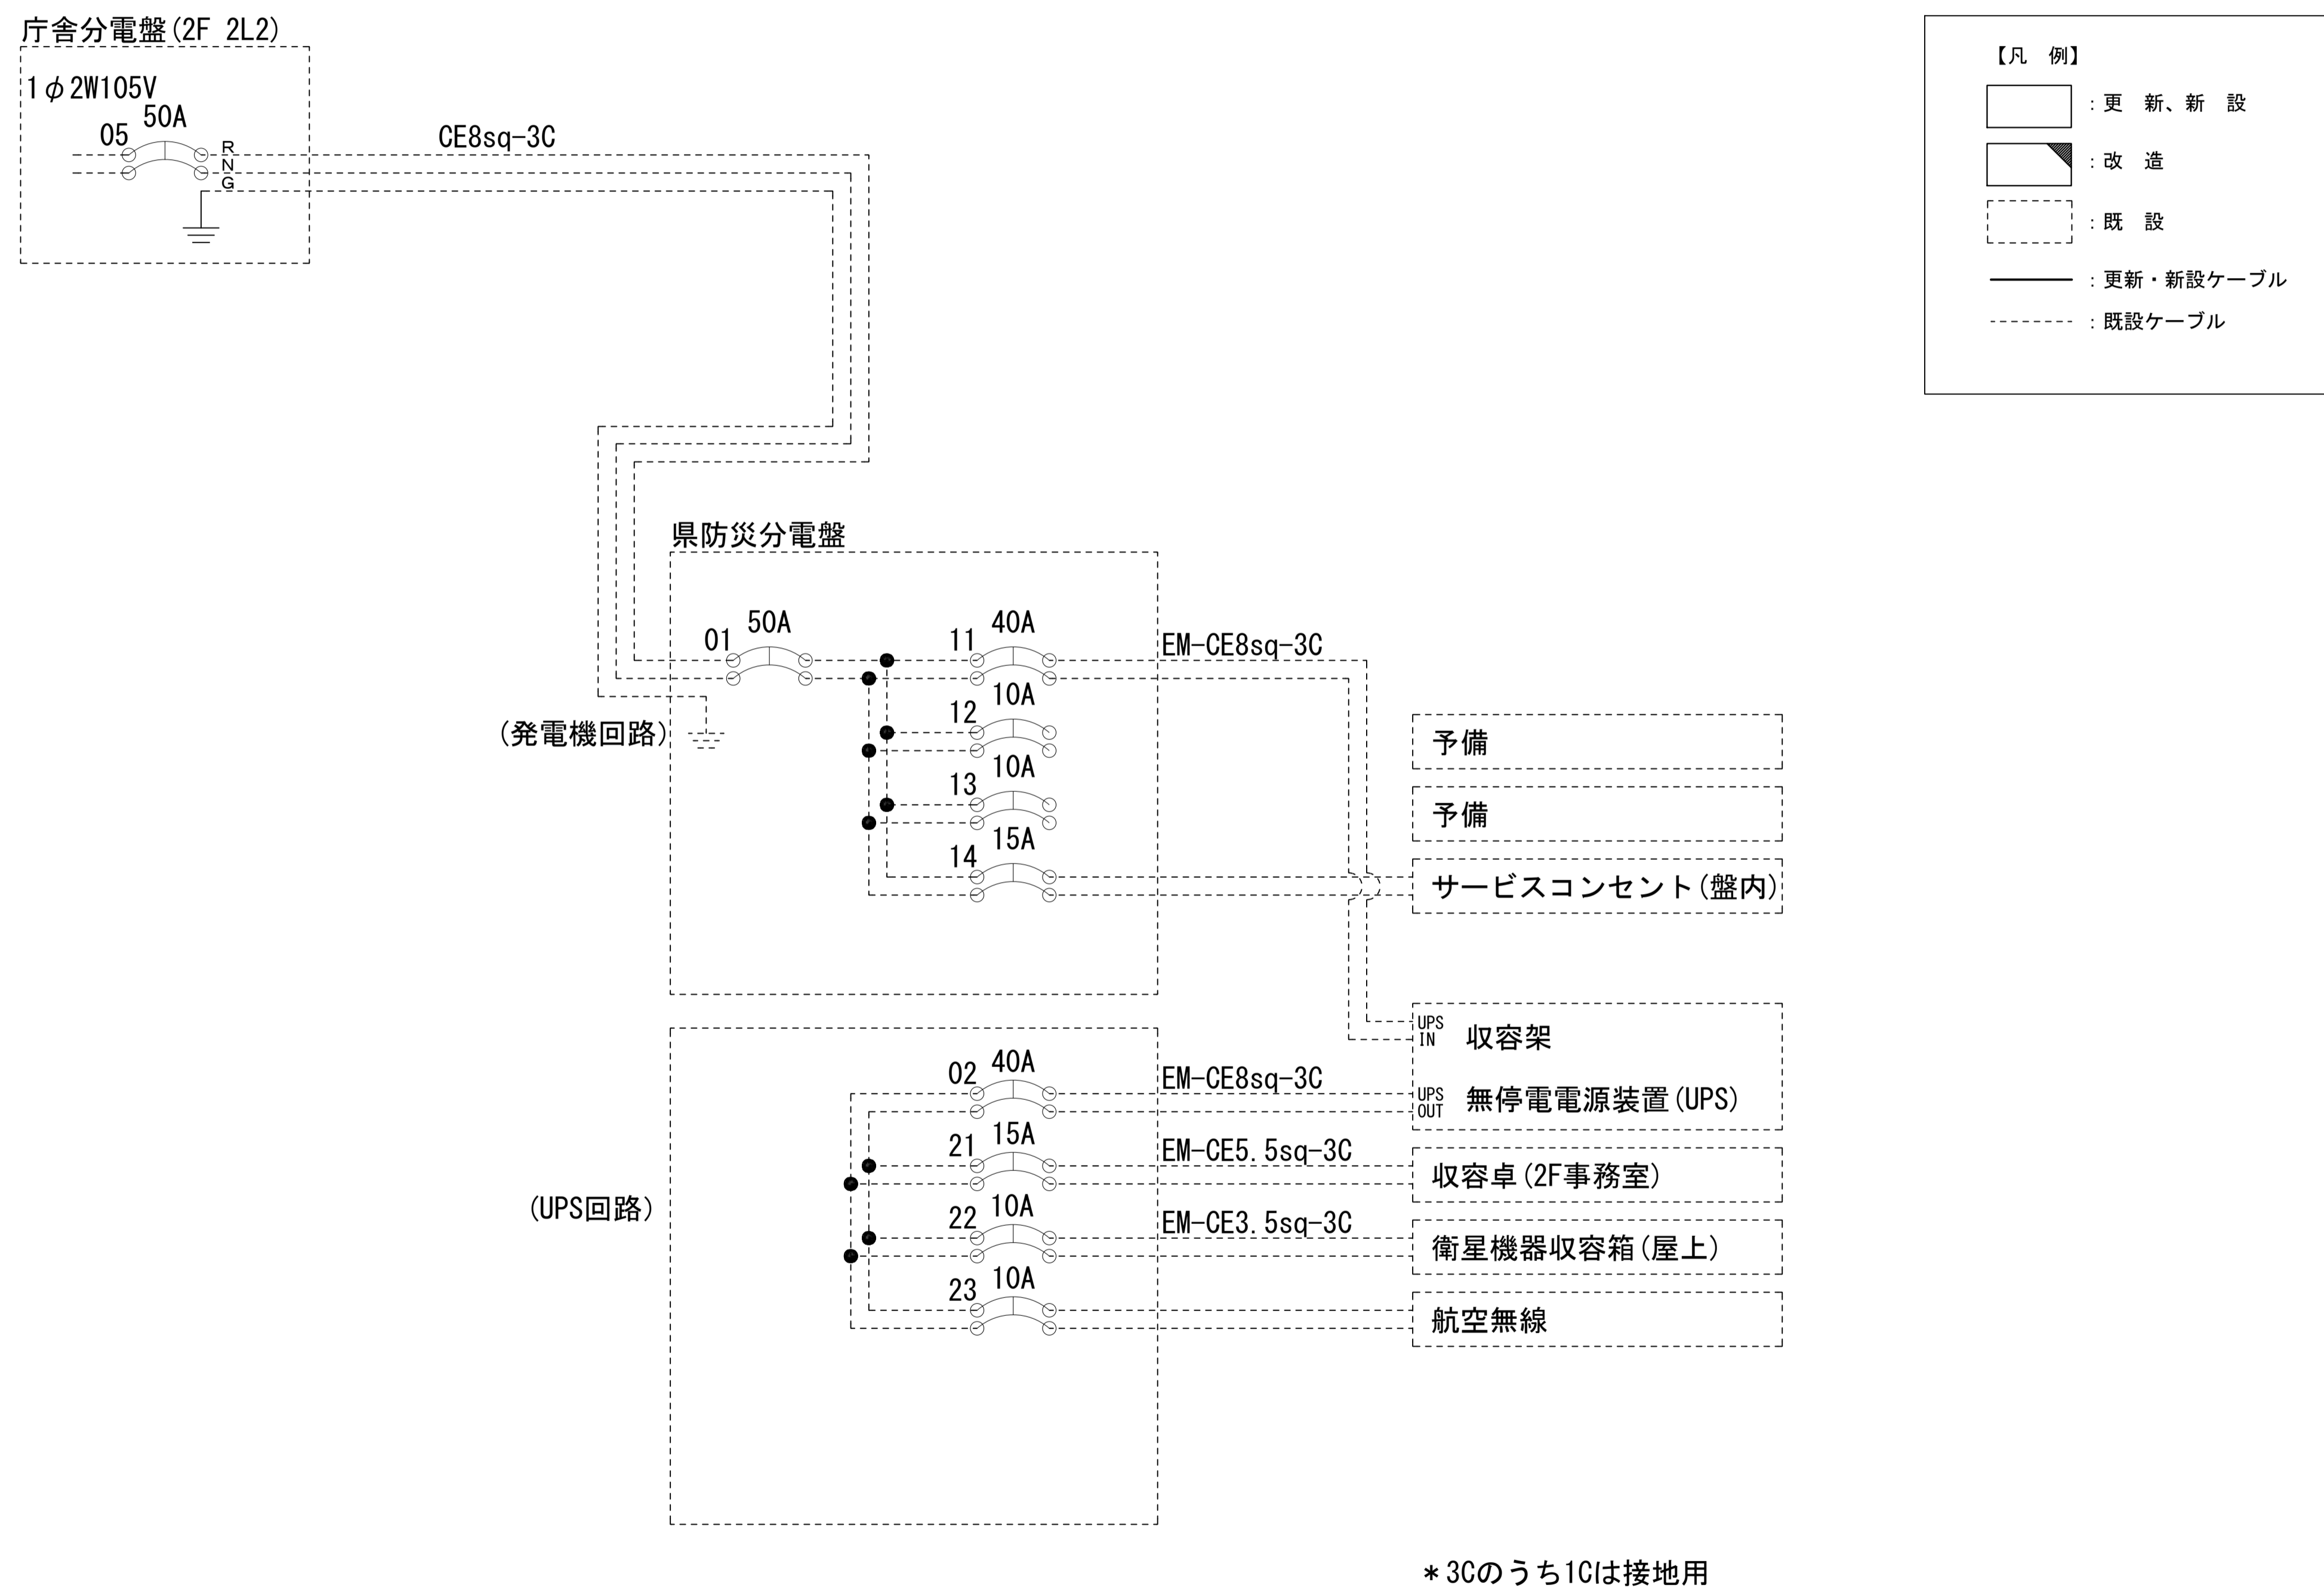 庁舎分電盤(2F 2L2)
1φ2W105V
50A
05
R
N
G
CE8sq-3C
【凡　例】
：更　新、新　設
：改　造
：既　設
：更新・新設ケーブル
：既設ケーブル
県防災分電盤
01 50A
11 40A
EM-CE8sq-3C
12 10A
(発電機回路)
予備
13 10A
予備
14 15A
サービスコンセント(盤内)
UPS
IN
収容架
02 40A
EM-CE8sq-3C
UPS
OUT
無停電電源装置(UPS)
21 15A
EM-CE5.5sq-3C
収容卓(2F事務室)
(UPS回路)
22 10A
EM-CE3.5sq-3C
衛星機器収容箱(屋上)
23 10A
航空無線
＊3Cのうち1Cは接地用